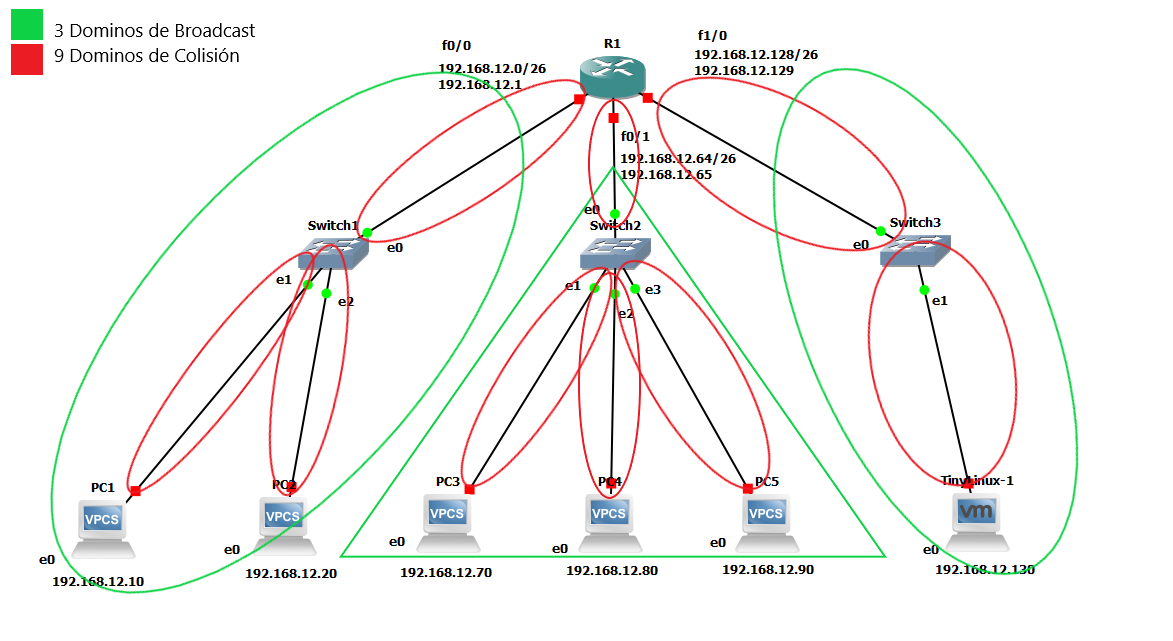 3 Dominos de Broadcast
9 Dominos de Colisión
f0/0
192.168.12.0/26
192.168.12.1
R1
f1/0
192.168.12.128/26
192.168.12.129
f0/1
192.168.12.64/26
192.168.12.65
Switch1
e0
e1
e2
e0
Switch2
e1
e2
e3
Switch3
e0
e1
PC1
VPCS
e0
192.168.12.10
PC2
VPCS
e0
192.168.12.20
PC3
VPCS
e0
192.168.12.70
PC4
VPCS
e0
192.168.12.80
PC5
VPCS
e0
192.168.12.90
TinyLinux-1
vm
e0
192.168.12.130